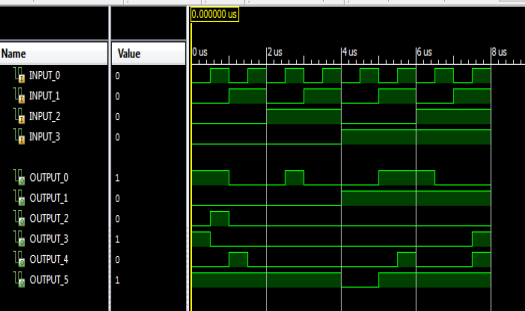 0.000000 us
Name Value 0 us 2 us 4 us 6 us 8 us
INPUT_0 0
INPUT_1 0
INPUT_2 0
INPUT_3 0
OUTPUT_0 1
OUTPUT_1 0
OUTPUT_2 0
OUTPUT_3 1
OUTPUT_4 0
OUTPUT_5 1